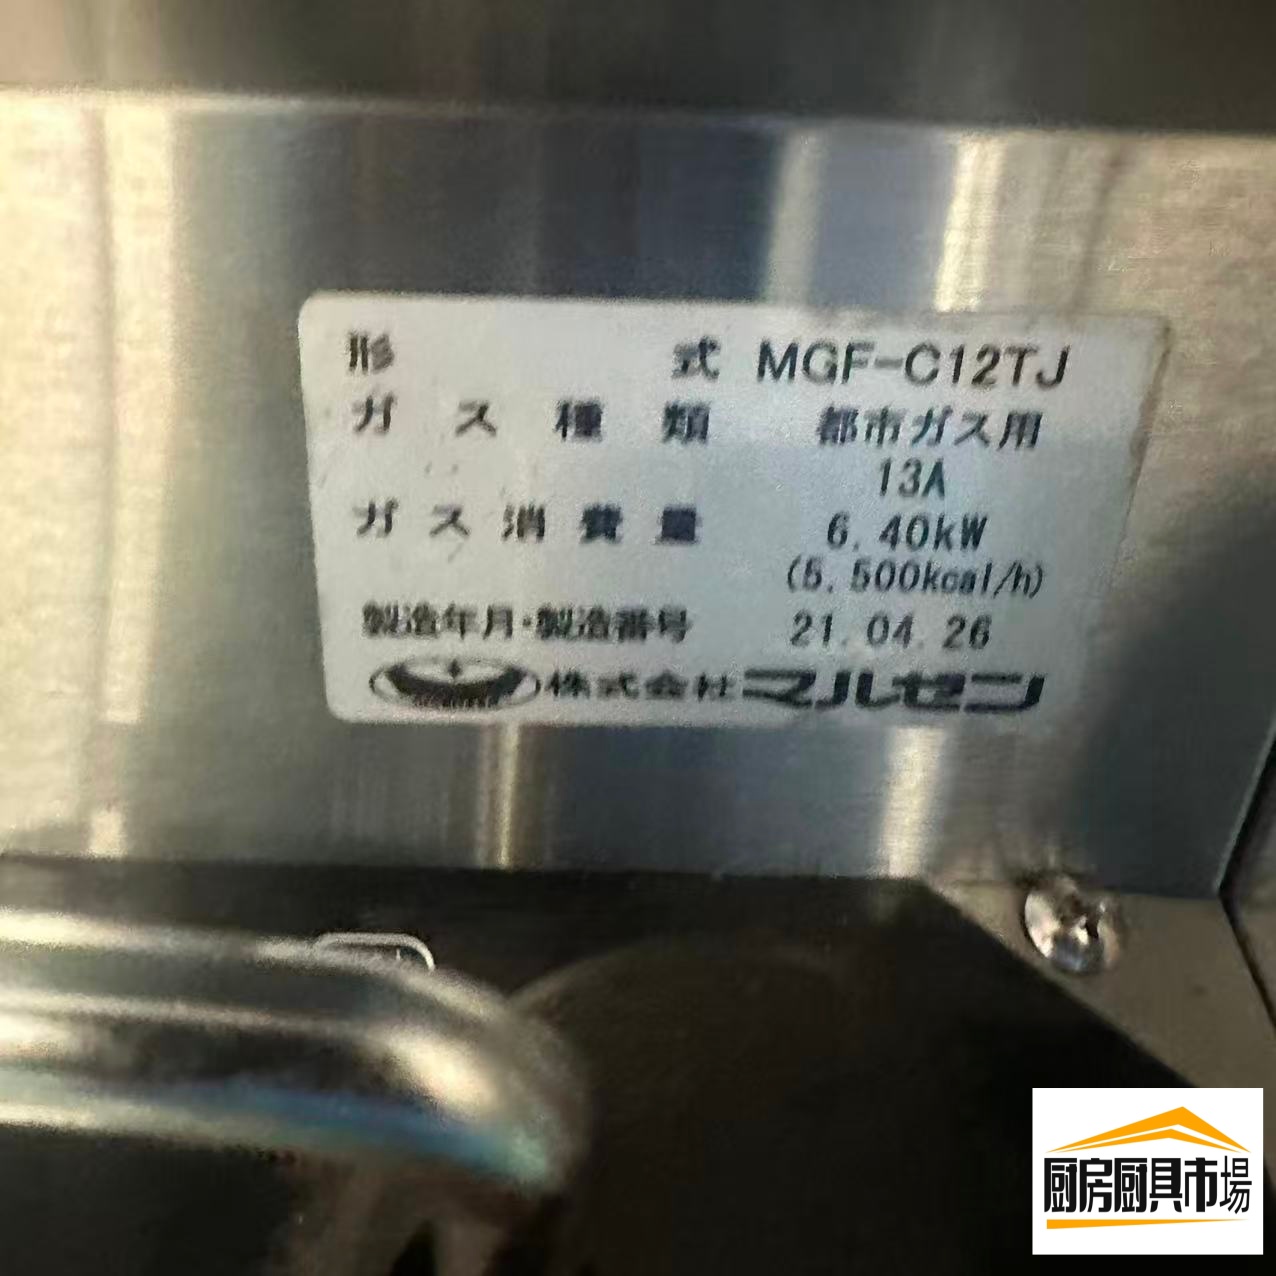 形式 MGF-C12TJ
ガス種類 都市ガス用
13A
ガス消費量 6.40kW
(5,500kcal/h)
製造年月・製造番号 21.04.26
株式会社マルゼン
厨房厨具市場